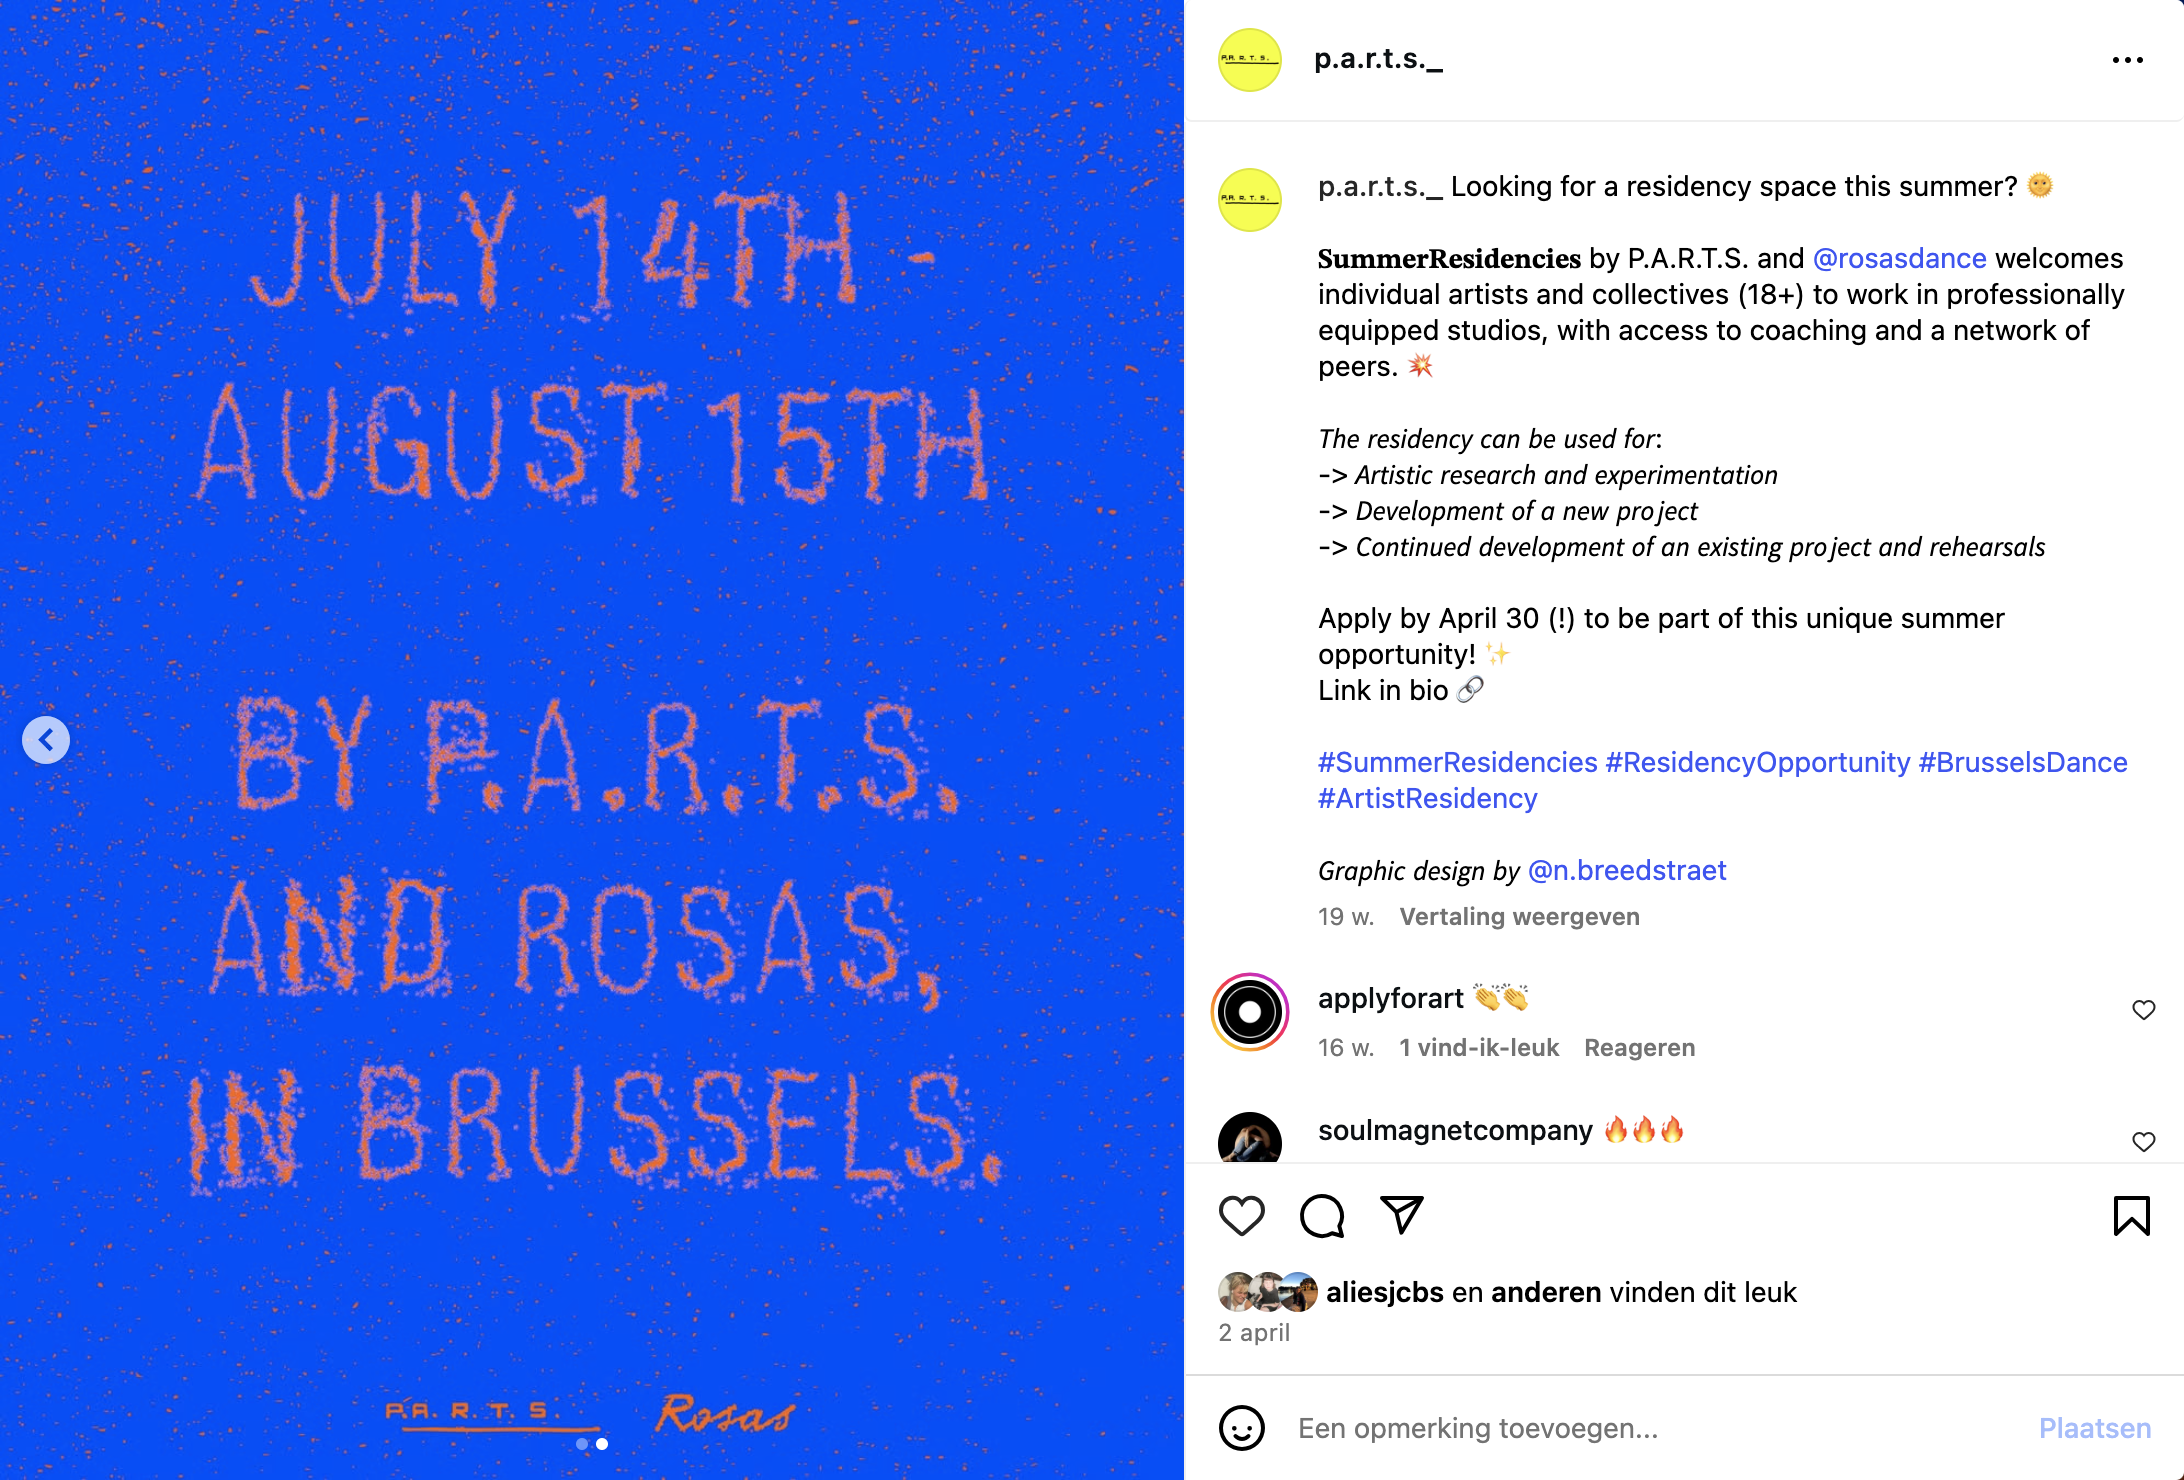 JULY 14TH -
AUGUST 15TH
BY P.A.R.T.S.
AND ROSAS,
IN BRUSSELS.
P.A. R. T. S.
Rosas
P.A. R. T. S.
p.a.r.t.s._
P.A. R. T. S.
p.a.r.t.s._ Looking for a residency space this summer? 🌞
𝐒𝐮𝐦𝐦𝐞𝐫𝐑𝐞𝐬𝐢𝐝𝐞𝐧𝐜𝐢𝐞𝐬 by P.A.R.T.S. and @rosasdance welcomes
individual artists and collectives (18+) to work in professionally
equipped studios, with access to coaching and a network of
peers. 💥
The residency can be used for:
-> Artistic research and experimentation
-> Development of a new project
-> Continued development of an existing project and rehearsals
Apply by April 30 (!) to be part of this unique summer
opportunity! ✨
Link in bio 🔗
#SummerResidencies #ResidencyOpportunity #BrusselsDance
#ArtistResidency
Graphic design by @n.breedstraet
19 w. Vertaling weergeven
applyforart 👏👏
16 w. 1 vind-ik-leuk Reageren
soulmagnetcompany 🔥🔥🔥
aliesjcbs en anderen vinden dit leuk
2 april
Een opmerking toevoegen...
Plaatsen